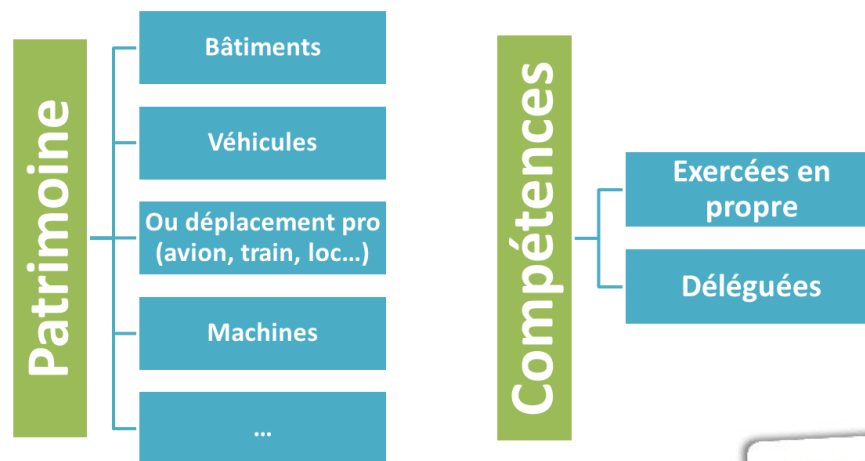 Patrimoine
Bâtiments
Véhicules
Ou déplacement pro
(avion, train, loc…)
Machines
…
Compétences
Exercées en
propre
Déléguées